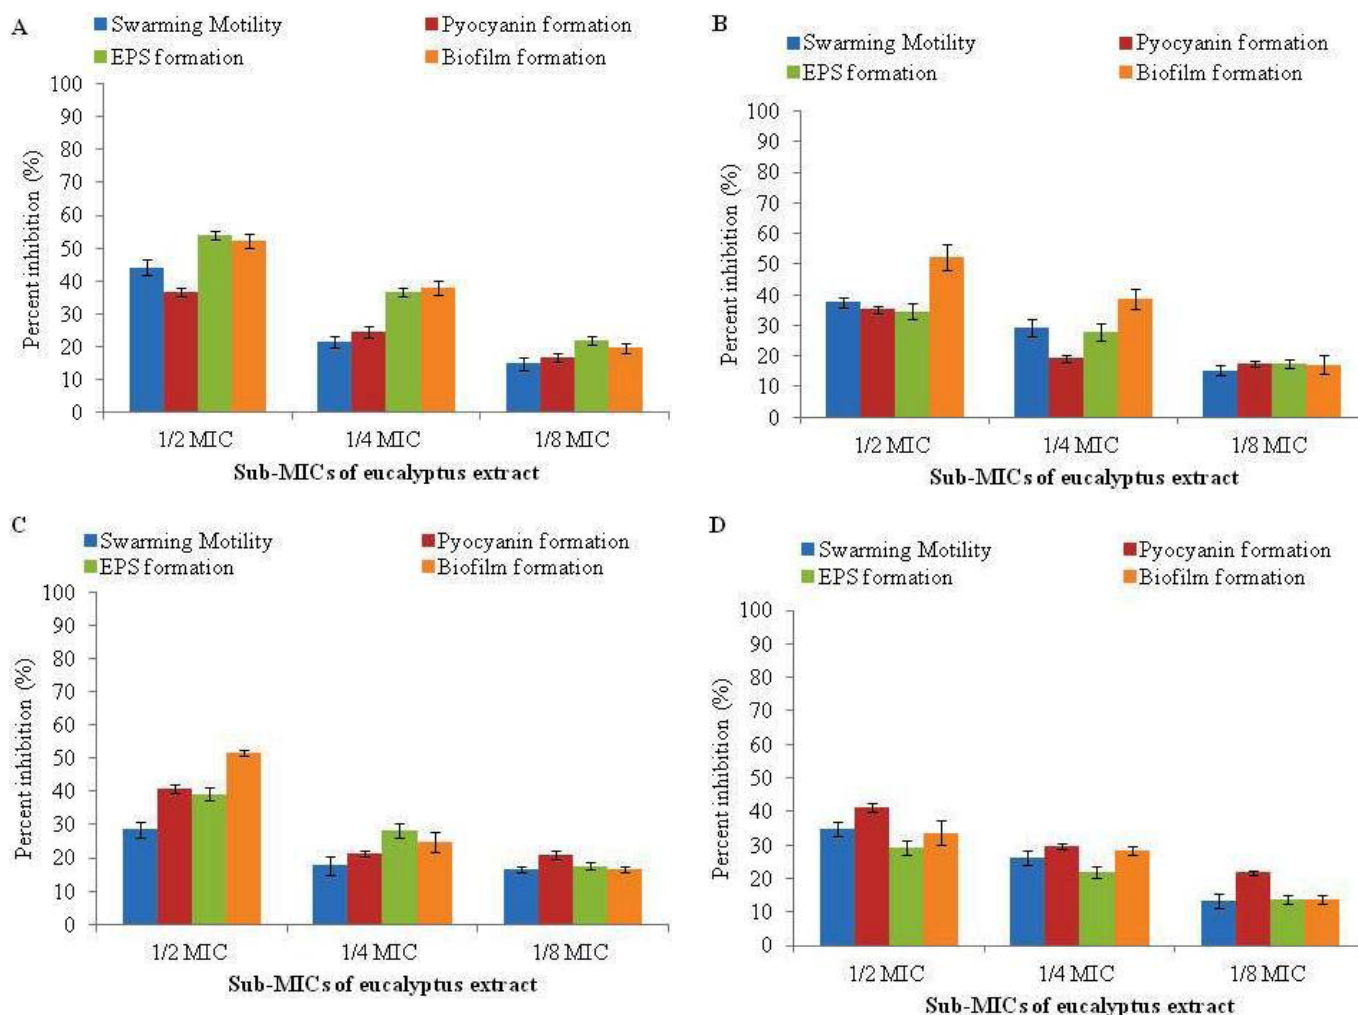 A
Swarming Motility Pyocyanin formation
EPS formation Biofilm formation
Percent inhibition (%)
100
90
80
70
60
50
40
30
20
10
0
1/2 MIC 1/4 MIC 1/8 MIC
Sub-MICs of eucalyptus extract
B
Swarming Motility Pyocyanin formation
EPS formation Biofilm formation
Percent inhibition (%)
100
90
80
70
60
50
40
30
20
10
0
1/2 MIC 1/4 MIC 1/8 MIC
Sub-MICs of eucalyptus extract
C
Swarming Motility Pyocyanin formation
EPS formation Biofilm formation
Percent inhibition (%)
100
90
80
70
60
50
40
30
20
10
0
1/2 MIC 1/4 MIC 1/8 MIC
Sub-MICs of eucalyptus extract
D
Swarming Motility Pyocyanin formation
EPS formation Biofilm formation
Percent inhibition (%)
100
90
80
70
60
50
40
30
20
10
0
1/2 MIC 1/4 MIC 1/8 MIC
Sub-MICs of eucalyptus extract